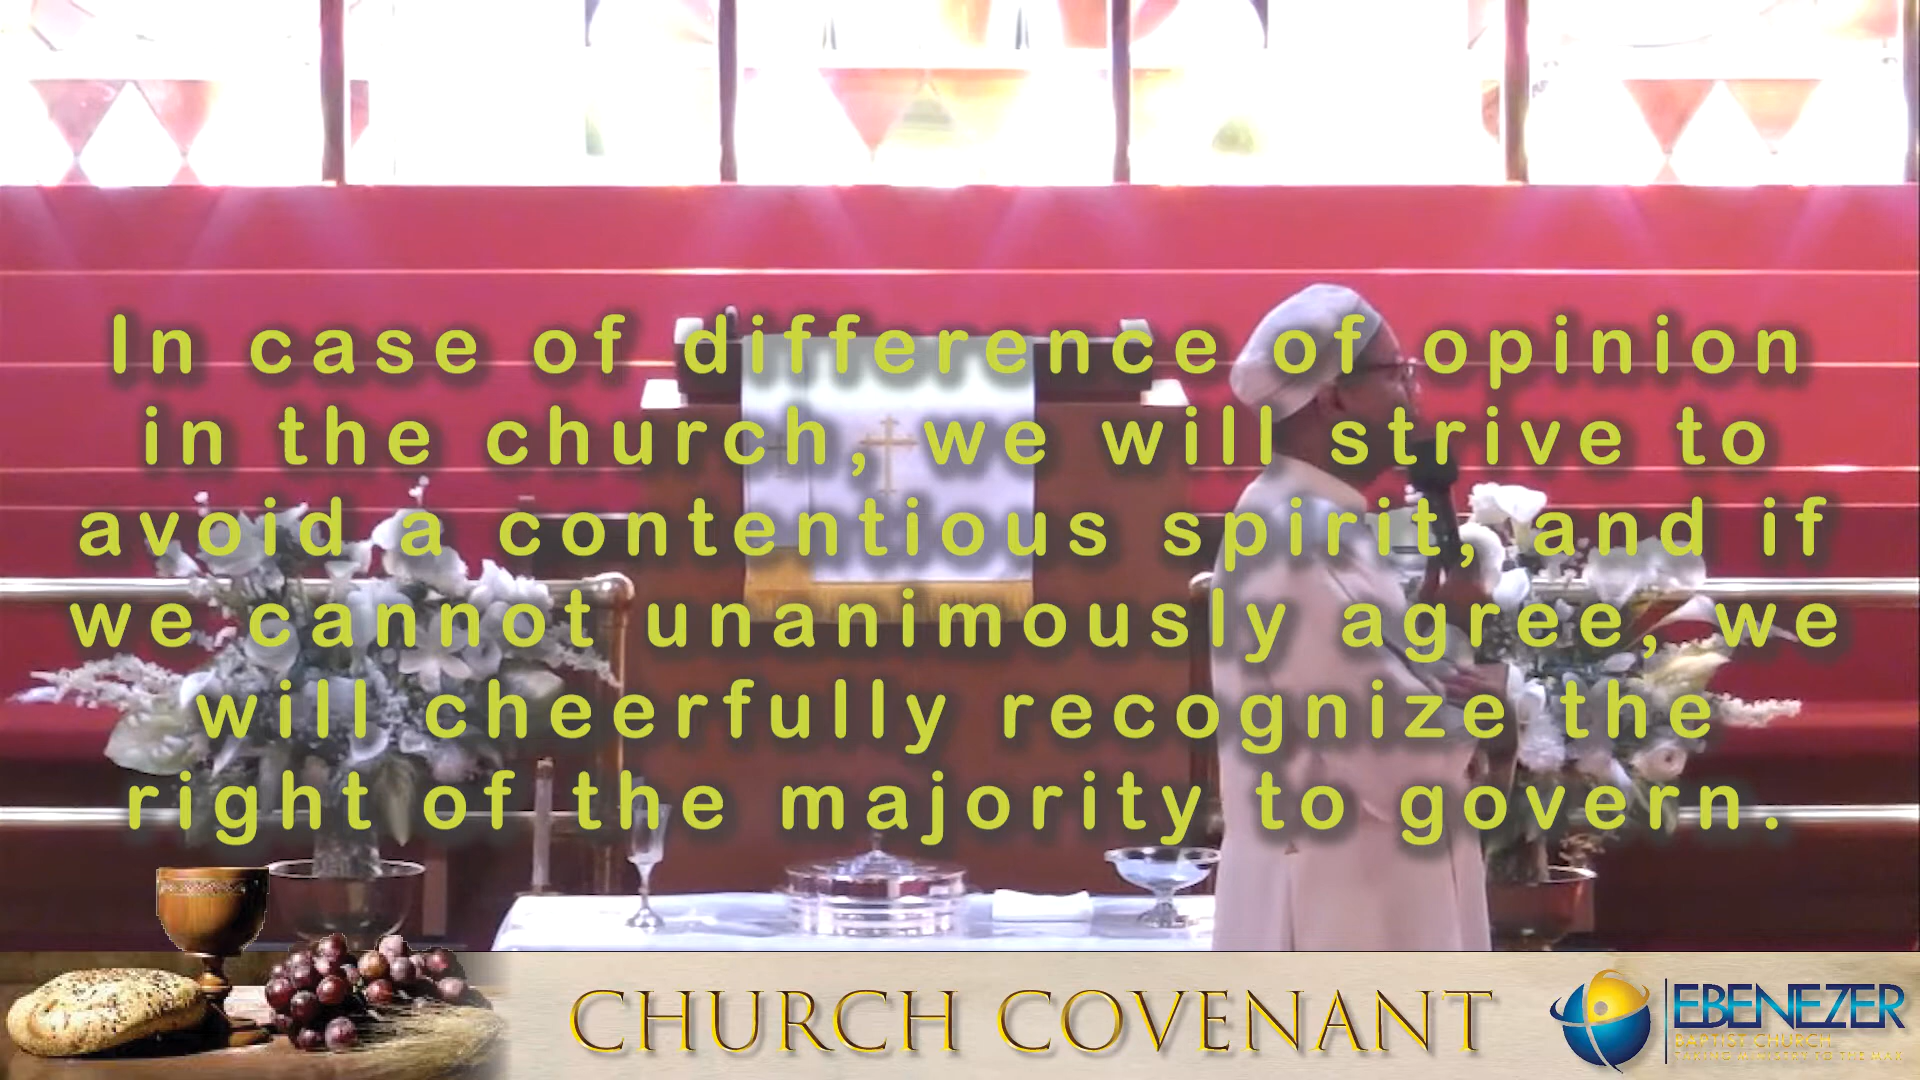 In case of difference of opinion
in the church, we will strive to
avoid a contentious spirit, and if
we cannot unanimously agree, we
will cheerfully recognize the
right of the majority to govern.
CHURCH COVENANT
EBENEZER
BAPTIST CHURCH